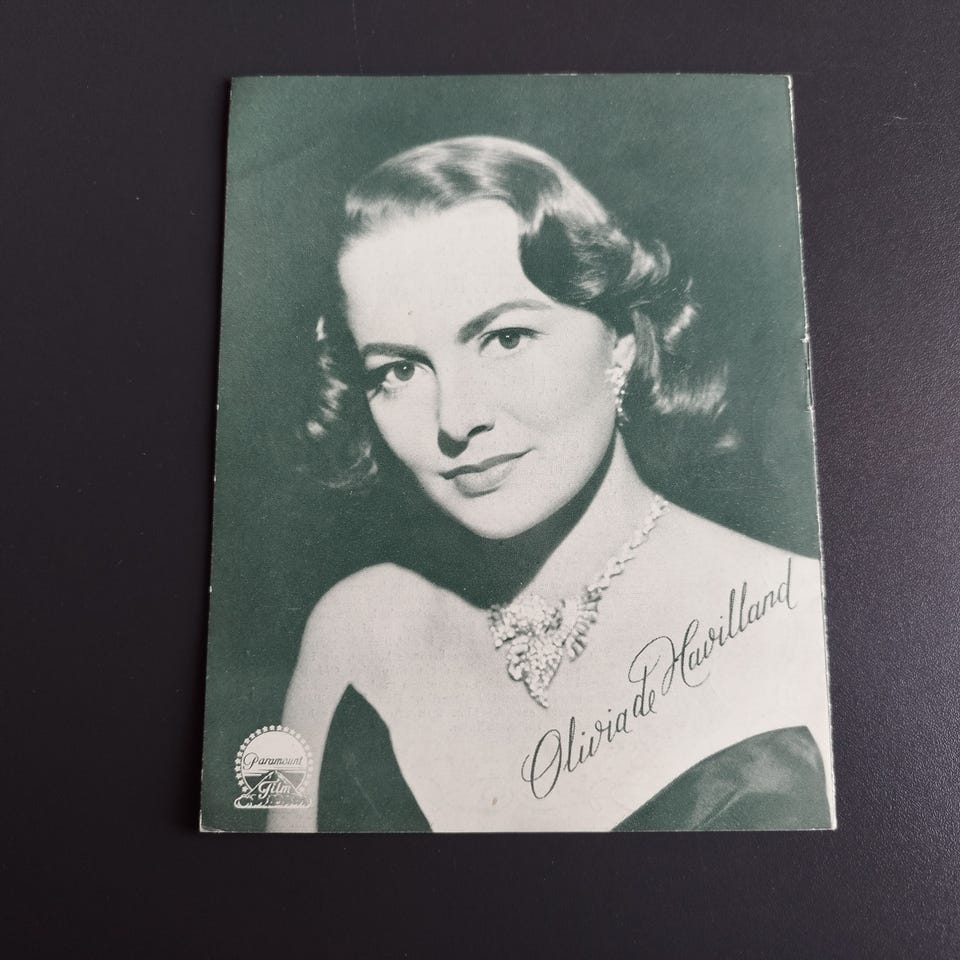 Olivia de Havilland
Paramount
Film